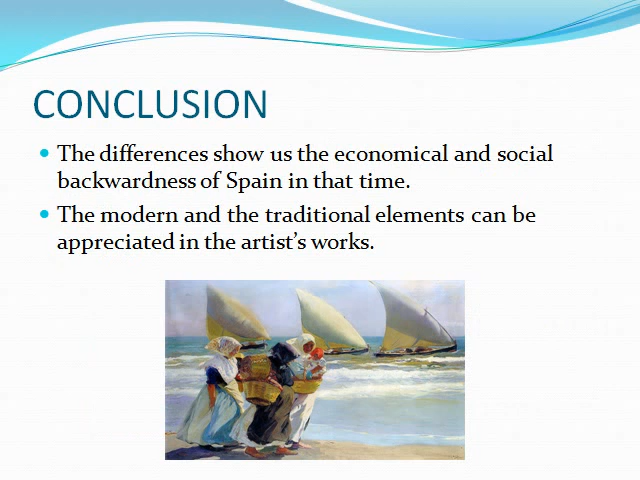 CONCLUSION
The differences show us the economical and social
backwardness of Spain in that time.
The modern and the traditional elements can be
appreciated in the artist's works.